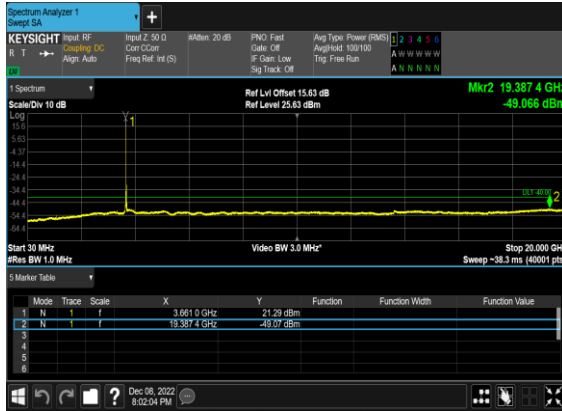 Spectrum Analyzer 1
Swept SA
+
KEYSIGHT Input: RF Input Z: 50 Ω #Atten: 20 dB PNO: Fast Avg Type: Power (RMS) 1 2 3 4 5 6
R T Coupling: DC Corr CCorr Gate: Off Avg|Hold: 100/100 A W W W W W
Align: Auto Freq Ref: Int (S) IF Gain: Low Trig: Free Run
Sig Track: Off A N N N N N
1 Spectrum Ref Lvl Offset 15.63 dB Mkr2 19.387 4 GHz
Scale/Div 10 dB Ref Level 25.63 dBm -49.066 dBm
Log
1
15.6
5.63
-4.37
-14.4
-24.4
-34.4
-44.4
-54.4
-64.4
2
Start 30 MHz Video BW 3.0 MHz* Stop 20.000 GHz
#Res BW 1.0 MHz Sweep ~38.3 ms (40001 pts)
5 Marker Table
Mode Trace Scale X Y Function Function Width Function Value
1 N 1 f 3.661 0 GHz 21.29 dBm
2 N 1 f 19.387 4 GHz -49.07 dBm
3
4
5
6
? Dec 08, 2022
8:02:04 PM